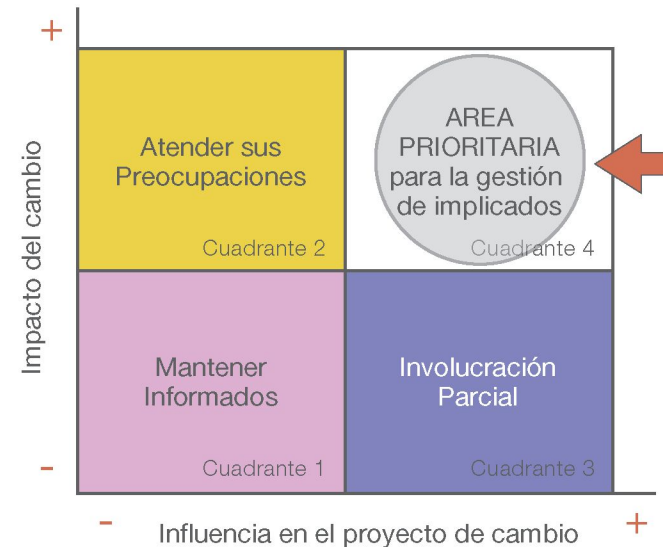 +
Impacto del cambio
-
Atender sus
Preocupaciones
Cuadrante 2
AREA
PRIORITARIA
para la gestión
de implicados
Cuadrante 4
Mantener
Informados
Cuadrante 1
Involucración
Parcial
Cuadrante 3
-
Influencia en el proyecto de cambio
+